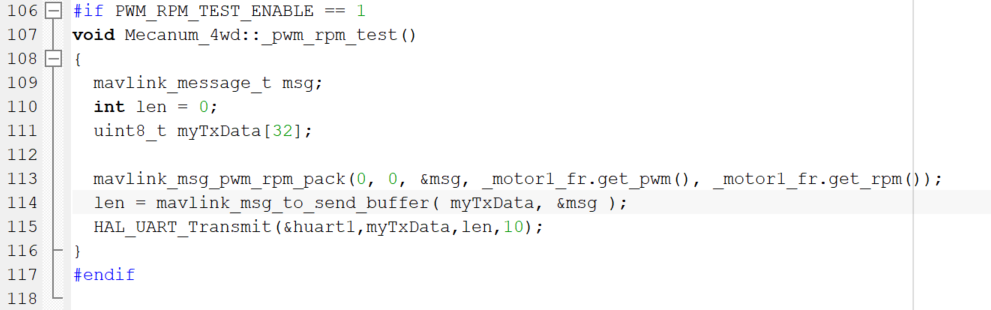 106 #if PWM_RPM_TEST_ENABLE == 1
107 void Mecanum_4wd::_pwm_rpm_test()
108 {
109   mavlink_message_t msg;
110   int len = 0;
111   uint8_t myTxData[32];
112
113   mavlink_msg_pwm_rpm_pack(0, 0, &msg, _motor1_fr.get_pwm(), _motor1_fr.get_rpm());
114   len = mavlink_msg_to_send_buffer( myTxData, &msg );
115   HAL_UART_Transmit(&huart1,myTxData,len,10);
116 }
117 #endif
118